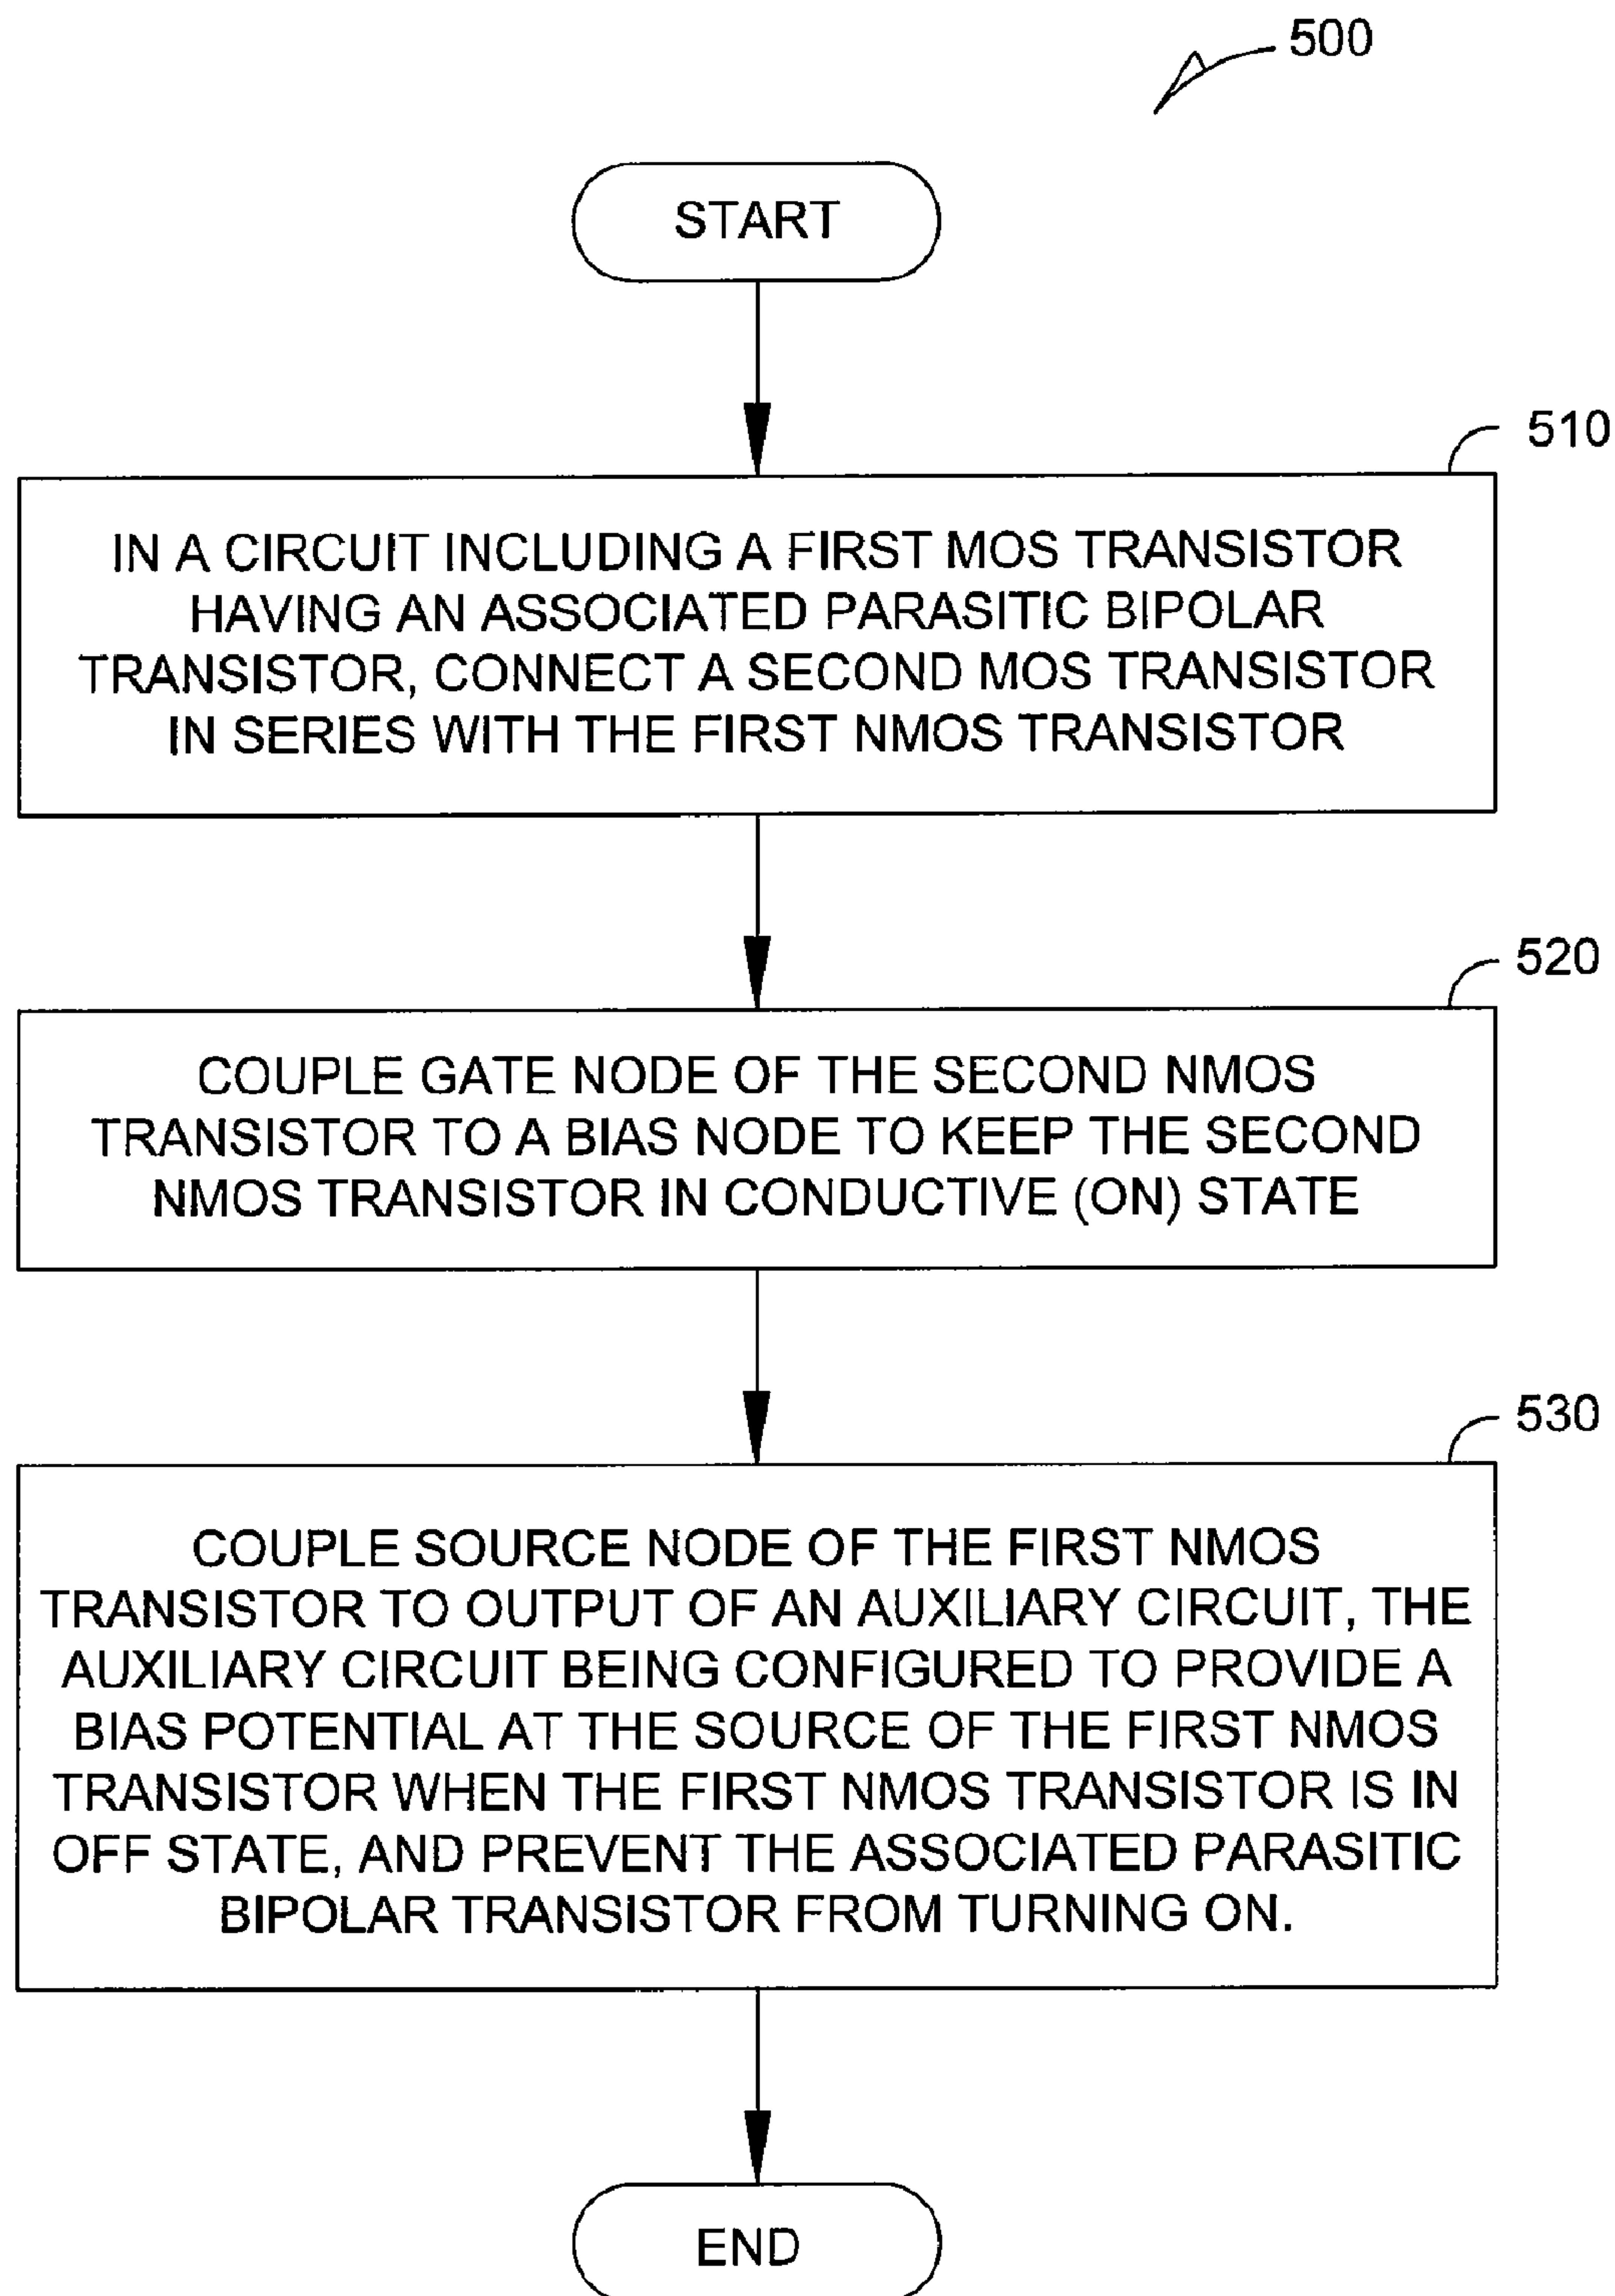 500
START
510
IN A CIRCUIT INCLUDING A FIRST MOS TRANSISTOR
HAVING AN ASSOCIATED PARASITIC BIPOLAR
TRANSISTOR, CONNECT A SECOND MOS TRANSISTOR
IN SERIES WITH THE FIRST NMOS TRANSISTOR
520
COUPLE GATE NODE OF THE SECOND NMOS
TRANSISTOR TO A BIAS NODE TO KEEP THE SECOND
NMOS TRANSISTOR IN CONDUCTIVE (ON) STATE
530
COUPLE SOURCE NODE OF THE FIRST NMOS
TRANSISTOR TO OUTPUT OF AN AUXILIARY CIRCUIT, THE
AUXILIARY CIRCUIT BEING CONFIGURED TO PROVIDE A
BIAS POTENTIAL AT THE SOURCE OF THE FIRST NMOS
TRANSISTOR WHEN THE FIRST NMOS TRANSISTOR IS IN
OFF STATE, AND PREVENT THE ASSOCIATED PARASITIC
BIPOLAR TRANSISTOR FROM TURNING ON.
END